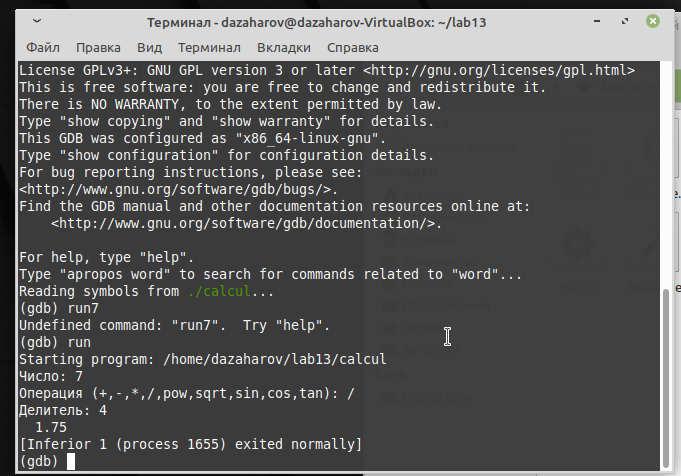 Терминал - dazaharov@dazaharov-VirtualBox: ~/lab13
Файл Правка Вид Терминал Вкладки Справка
License GPLv3+: GNU GPL version 3 or later <http://gnu.org/licenses/gpl.html>
This is free software: you are free to change and redistribute it.
There is NO WARRANTY, to the extent permitted by law.
Type "show copying" and "show warranty" for details.
This GDB was configured as "x86_64-linux-gnu".
Type "show configuration" for configuration details.
For bug reporting instructions, please see:
<http://www.gnu.org/software/gdb/bugs/>.
Find the GDB manual and other documentation resources online at:
    <http://www.gnu.org/software/gdb/documentation/>.
For help, type "help".
Type "apropos word" to search for commands related to "word"...
Reading symbols from ./calcul...
(gdb) run7
Undefined command: "run7".  Try "help".
(gdb) run
Starting program: /home/dazaharov/lab13/calcul
Число: 7
Операция (+,-,*,/,pow,sqrt,sin,cos,tan): /
Делитель: 4
  1.75
[Inferior 1 (process 1655) exited normally]
(gdb)